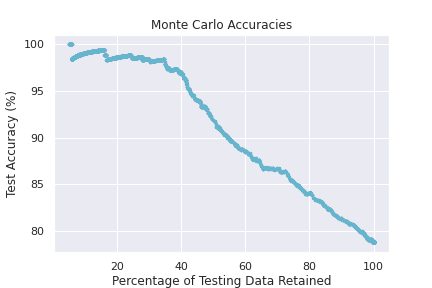 Monte Carlo Accuracies
100
95
90
85
80
Test Accuracy (%)
20 40 60 80 100
Percentage of Testing Data Retained